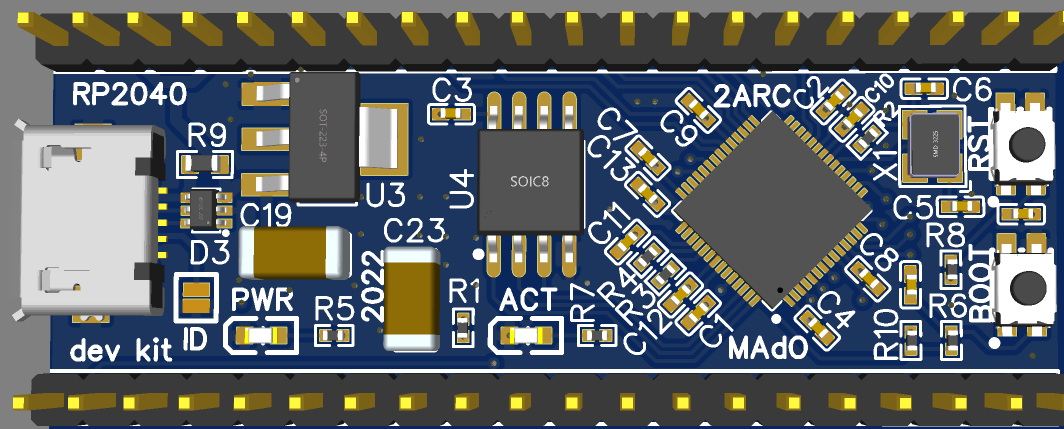 RP2040
C3
2ARC
C2
C10
R2
C6
R9
SOT-223-4P
U3
U4
SOIC8
C9
C7
C13
X1
SMD-3225
RST
D3
C19
C23
C11
C5
R8
C8
2022
PWR
R5
R1
ACT
R7
R4
R3
C12
C1
C4
R10
R6
BOOT
ID
dev kit
MAdO